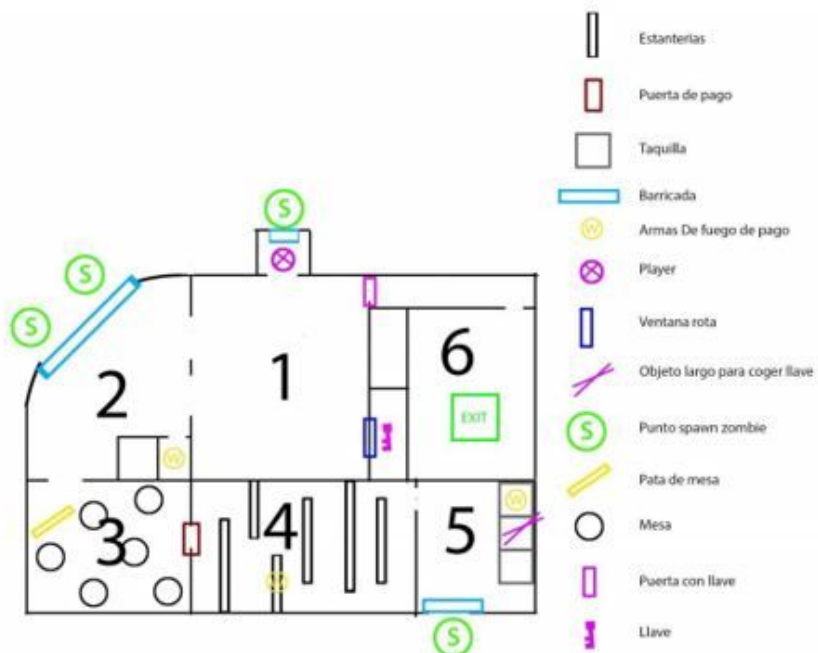 Estanterias
Puerta de pago
Taquilla
Barricada
W
Armas De fuego de pago
Player
Ventana rota
Objeto largo para coger llave
S
Punto spawn zombie
Pata de mesa
Mesa
Puerta con llave
Llave
S
S
S
1
2
6
EXIT
W
3
4
5
W
W
S